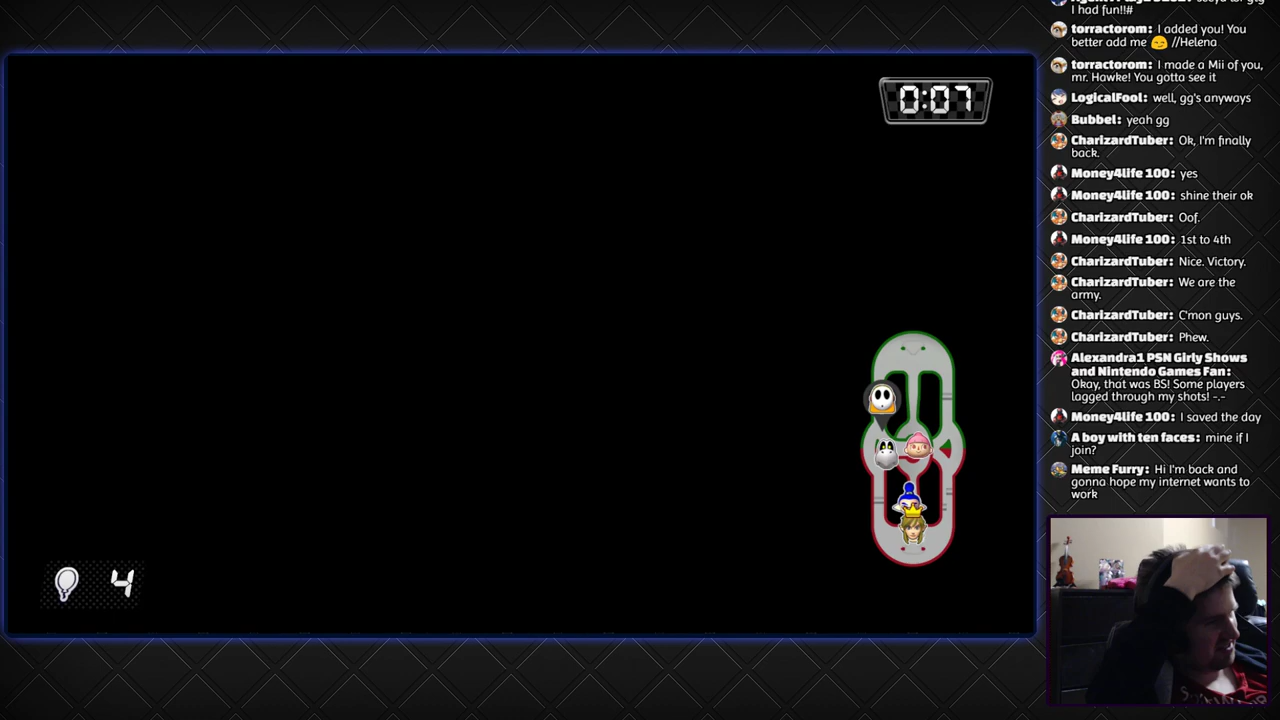 I had fun!!#
torractorom: I added you! You
better add me 😏 //Helena
torractorom: I made a Mii of you,
mr. Hawke! You gotta see it
LogicalFool: well, gg's anyways
Bubbel: yeah gg
CharizardTuber: Ok, I'm finally
back.
Money4life 100: yes
Money4life 100: shine their ok
CharizardTuber: Oof.
Money4life 100: 1st to 4th
CharizardTuber: Nice. Victory.
CharizardTuber: We are the
army.
CharizardTuber: C'mon guys.
CharizardTuber: Phew.
Alexandra1 PSN Girly Shows
and Nintendo Games Fan:
Okay, that was BS! Some players
lagged through my shots! -.-
Money4life 100: I saved the day
A boy with ten faces: mine if I
join?
Meme Furry: Hi I'm back and
gonna hope my internet wants to
work
0:07
4